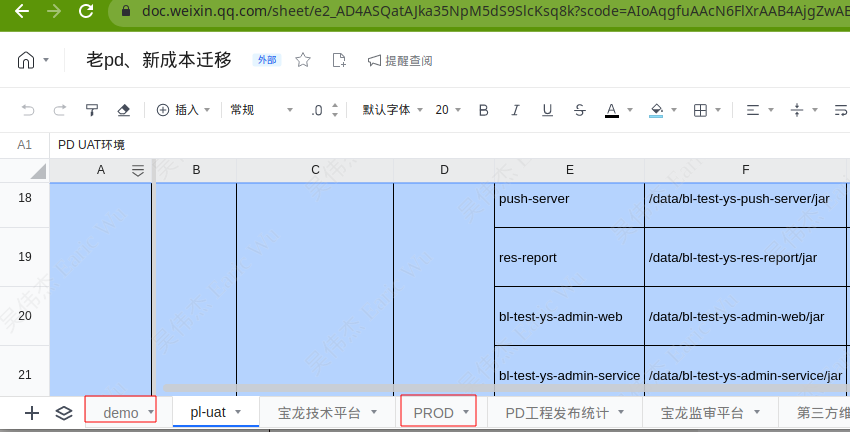 doc.weixin.qq.com/sheet/e2_AD4ASQatAJka35NpM5dS9SlcKsq8k?scode=AIoAqgfuAAcN6FlXrAAB4AjgZwAE
老pd、新成本迁移 外部 提醒查阅
插入 常规 .0 默认字体 20 B I U S A
A1 PD UAT环境
A B C D E F
18 push-server /data/bl-test-ys-push-server/jar
19 res-report /data/bl-test-ys-res-report/jar
20 bl-test-ys-admin-web /data/bl-test-ys-admin-web/jar
21 bl-test-ys-admin-service /data/bl-test-ys-admin-service/jar
demo pl-uat 宝龙技术平台 PROD PD工程发布统计 宝龙监审平台 第三方维